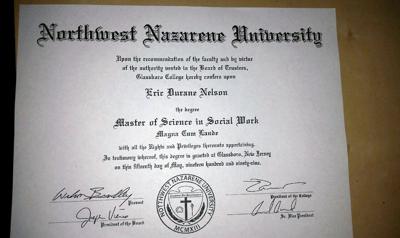 Northwest Nazarene University
Upon the recommendation of the faculty and by virtue
of the authority vested in the Board of Trustees,
Glassboro College hereby confers upon
Eric Durane Nelson
the degree
Master of Science in Social Work
Magna Cum Laude
with all the Rights and Privileges thereunto appertaining.
In testimony whereof, this degree is granted at Glassboro, New Jersey
on this fifteenth day of May, nineteen hundred and ninety-nine.
Provost
President of the College
President of the Board
Sr. Vice President
NORTHWEST NAZARENE UNIVERSITY
MCMXIII